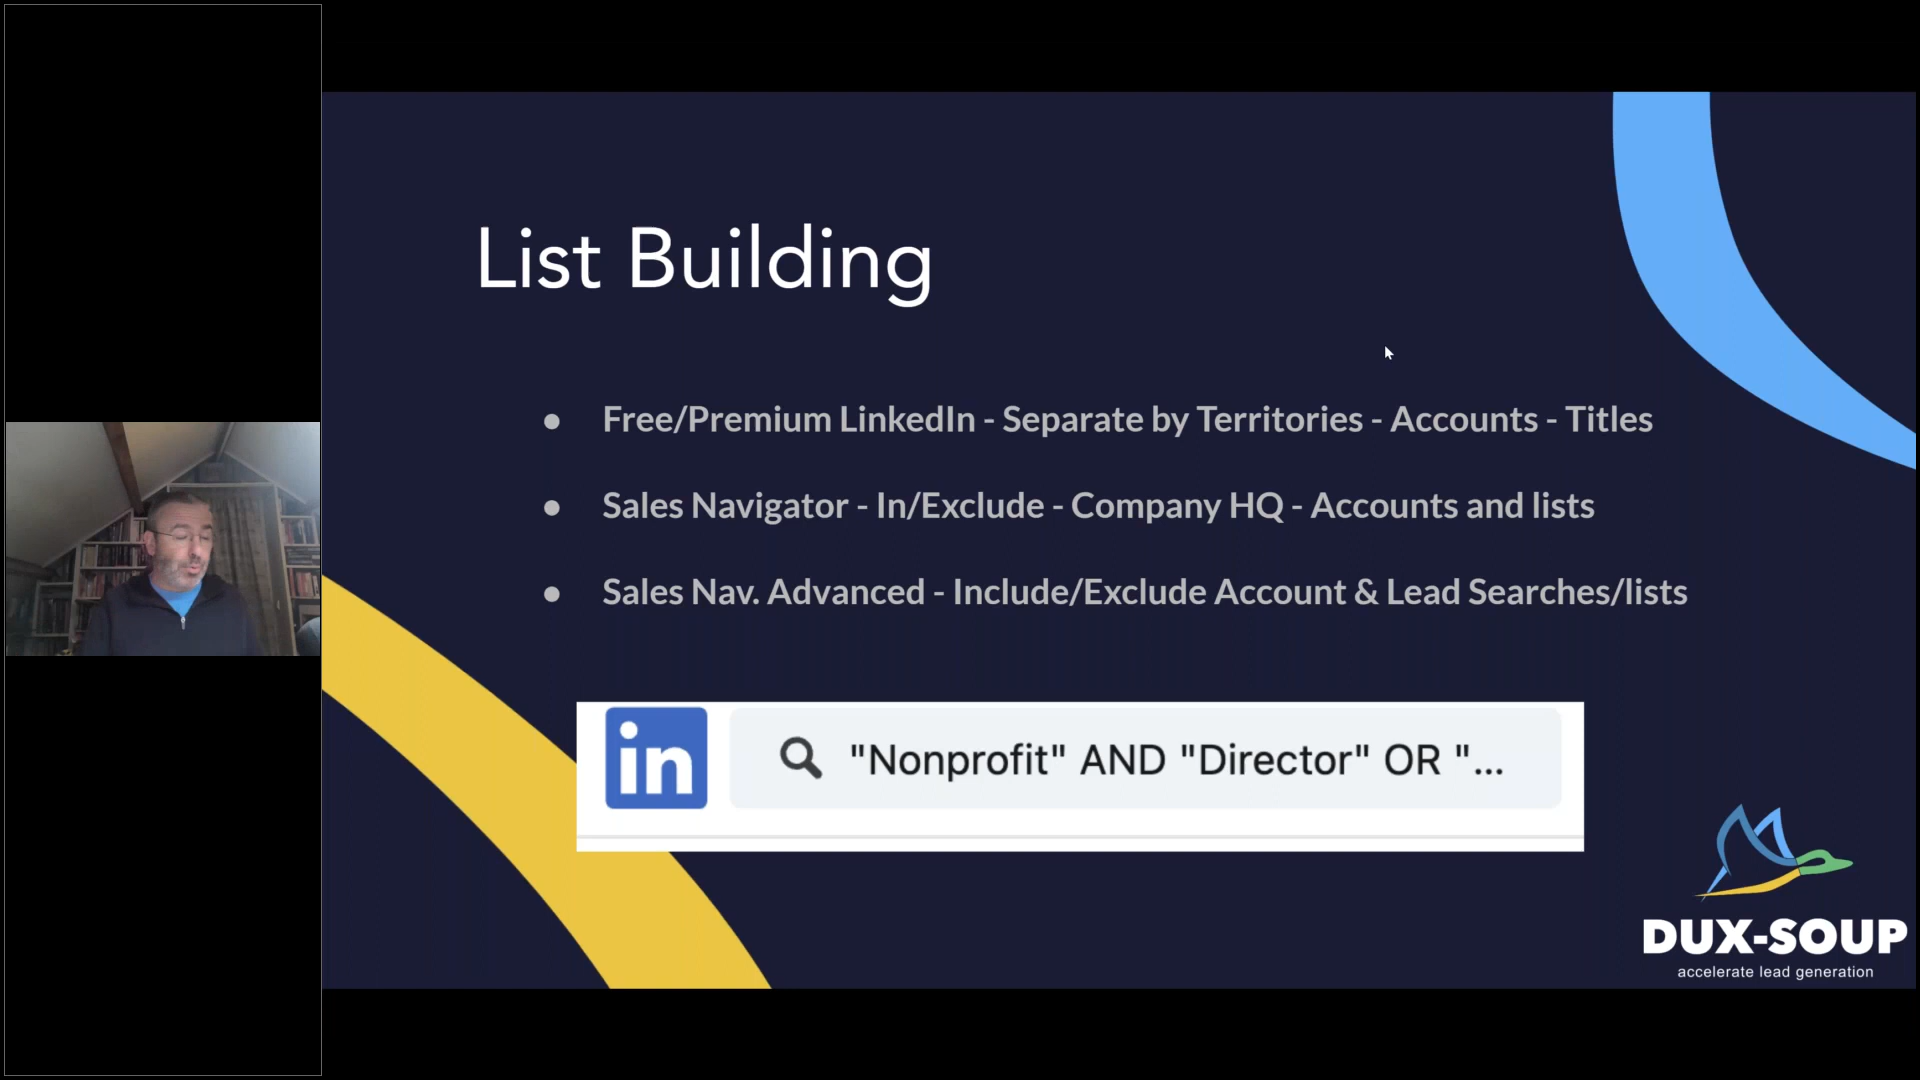 List Building
● Free/Premium LinkedIn - Separate by Territories - Accounts - Titles
● Sales Navigator - In/Exclude - Company HQ - Accounts and lists
● Sales Nav. Advanced - Include/Exclude Account & Lead Searches/lists
in "Nonprofit" AND "Director" OR "...
DUX-SOUP
accelerate lead generation